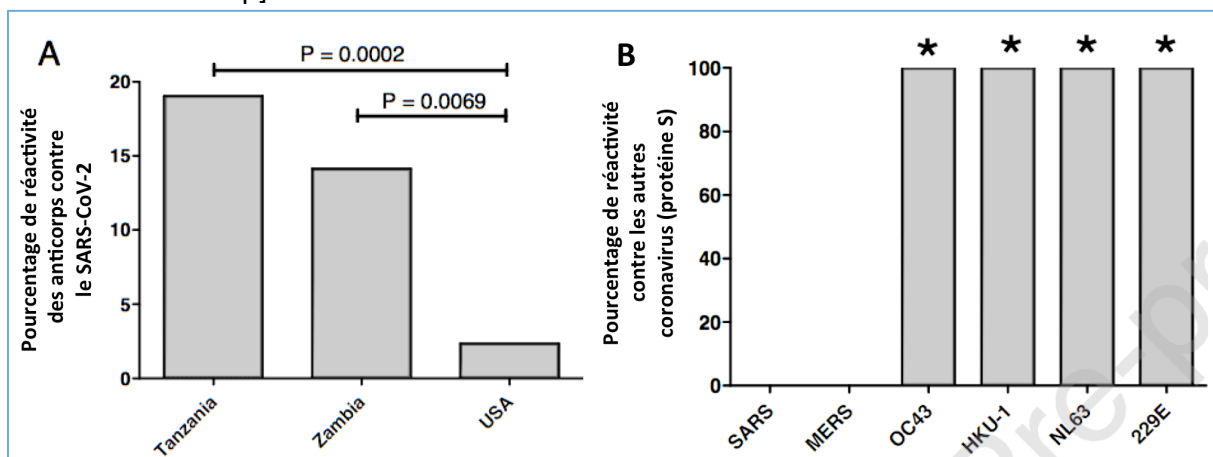 A
P = 0.0002
P = 0.0069
Pourcentage de réactivité
des anticorps contre
le SARS-CoV-2
20
15
10
5
0
Tanzania
Zambia
USA
B
* * * *
Pourcentage de réactivité
contre les autres
coronavirus (protéine S)
100
80
60
40
20
0
SARS
MERS
OC43
HKU-1
NL63
229E